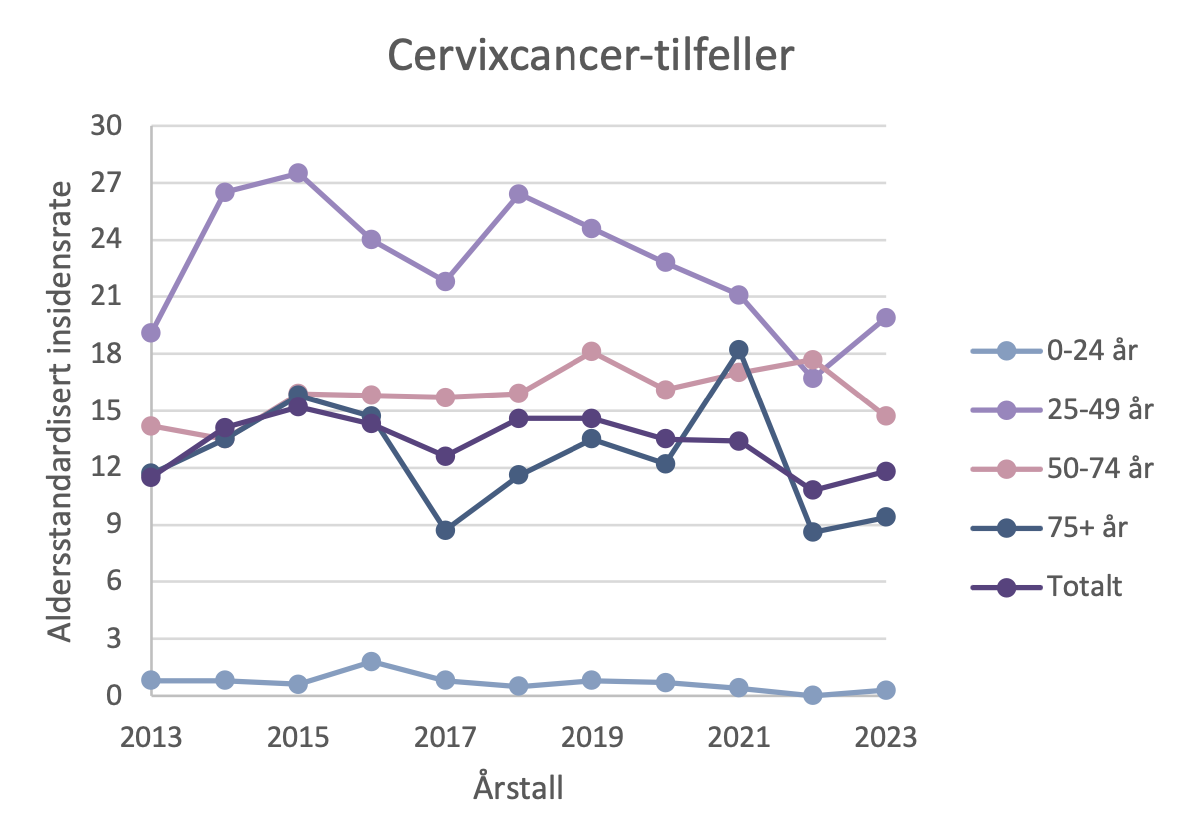 Cervixcancer-tilfeller
Aldersstandardisert insidensrate
30
27
24
21
18
15
12
9
6
3
0
2013 2015 2017 2019 2021 2023
Årstall
0-24 år
25-49 år
50-74 år
75+ år
Totalt